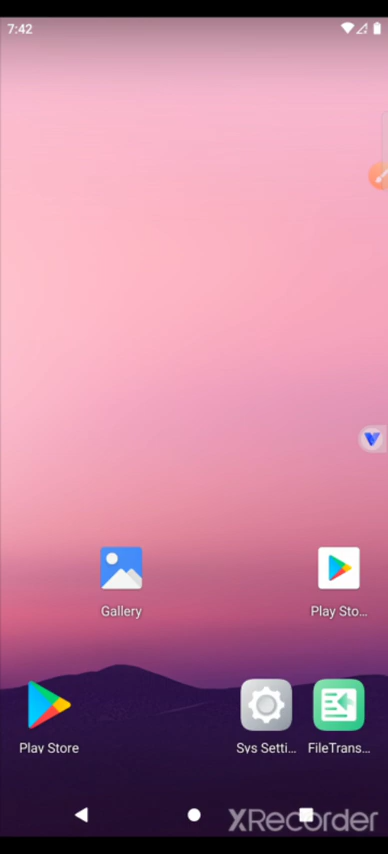 7:42
Gallery
Play Sto...
Play Store
Sys Setti...
FileTrans...
XRecorder